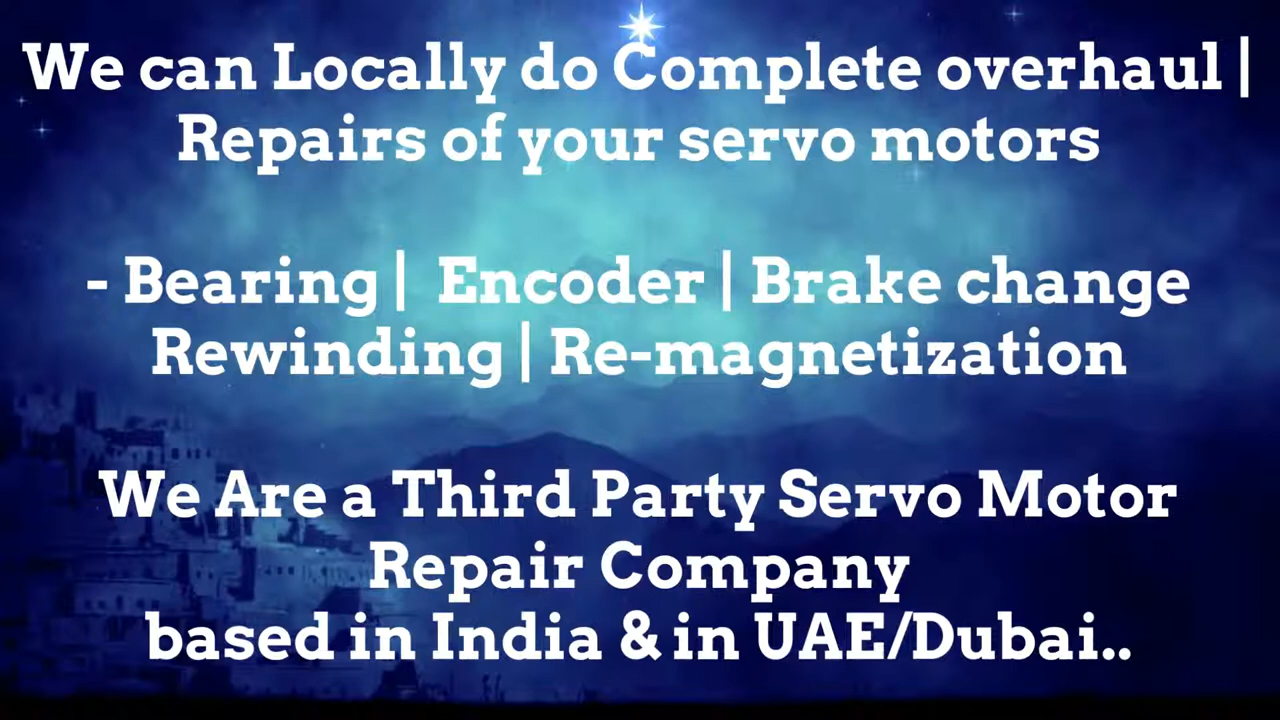 We can Locally do Complete overhaul |
Repairs of your servo motors
- Bearing |  Encoder | Brake change
Rewinding | Re-magnetization
We Are a Third Party Servo Motor
Repair Company
based in India & in UAE/Dubai..